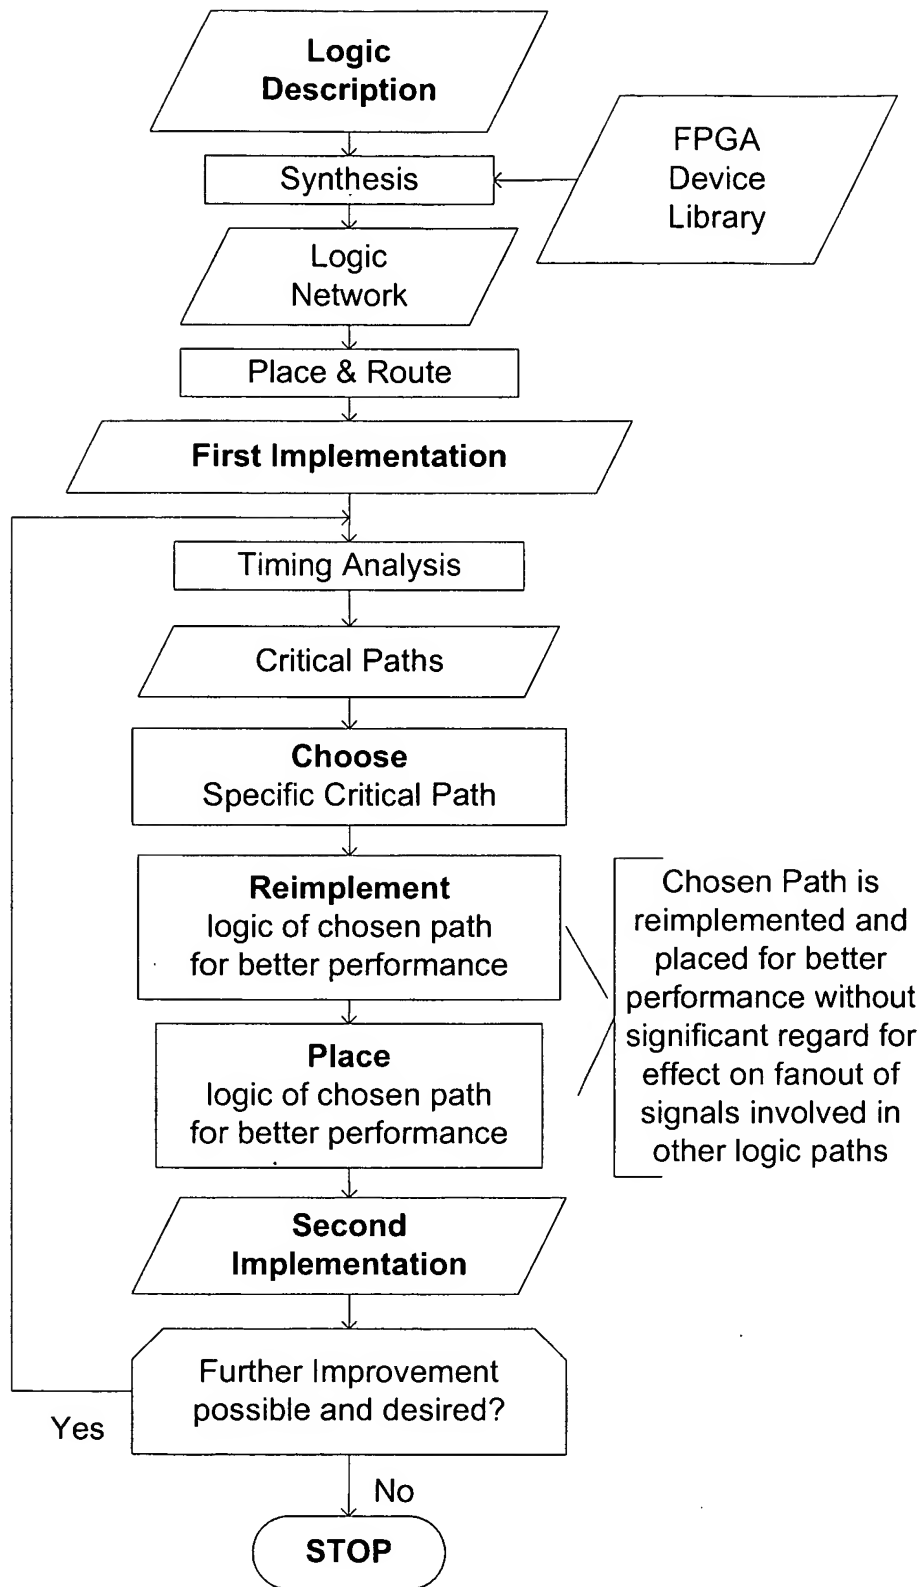 Logic
Description
FPGA
Device
Library
Synthesis
Logic
Network
Place & Route
First Implementation
Timing Analysis
Critical Paths
Choose
Specific Critical Path
Reimplement
logic of chosen path
for better performance
Chosen Path is
reimplemented and
placed for better
performance without
significant regard for
effect on fanout of
signals involved in
other logic paths
Place
logic of chosen path
for better performance
Second
Implementation
Further Improvement
possible and desired?
Yes
No
STOP